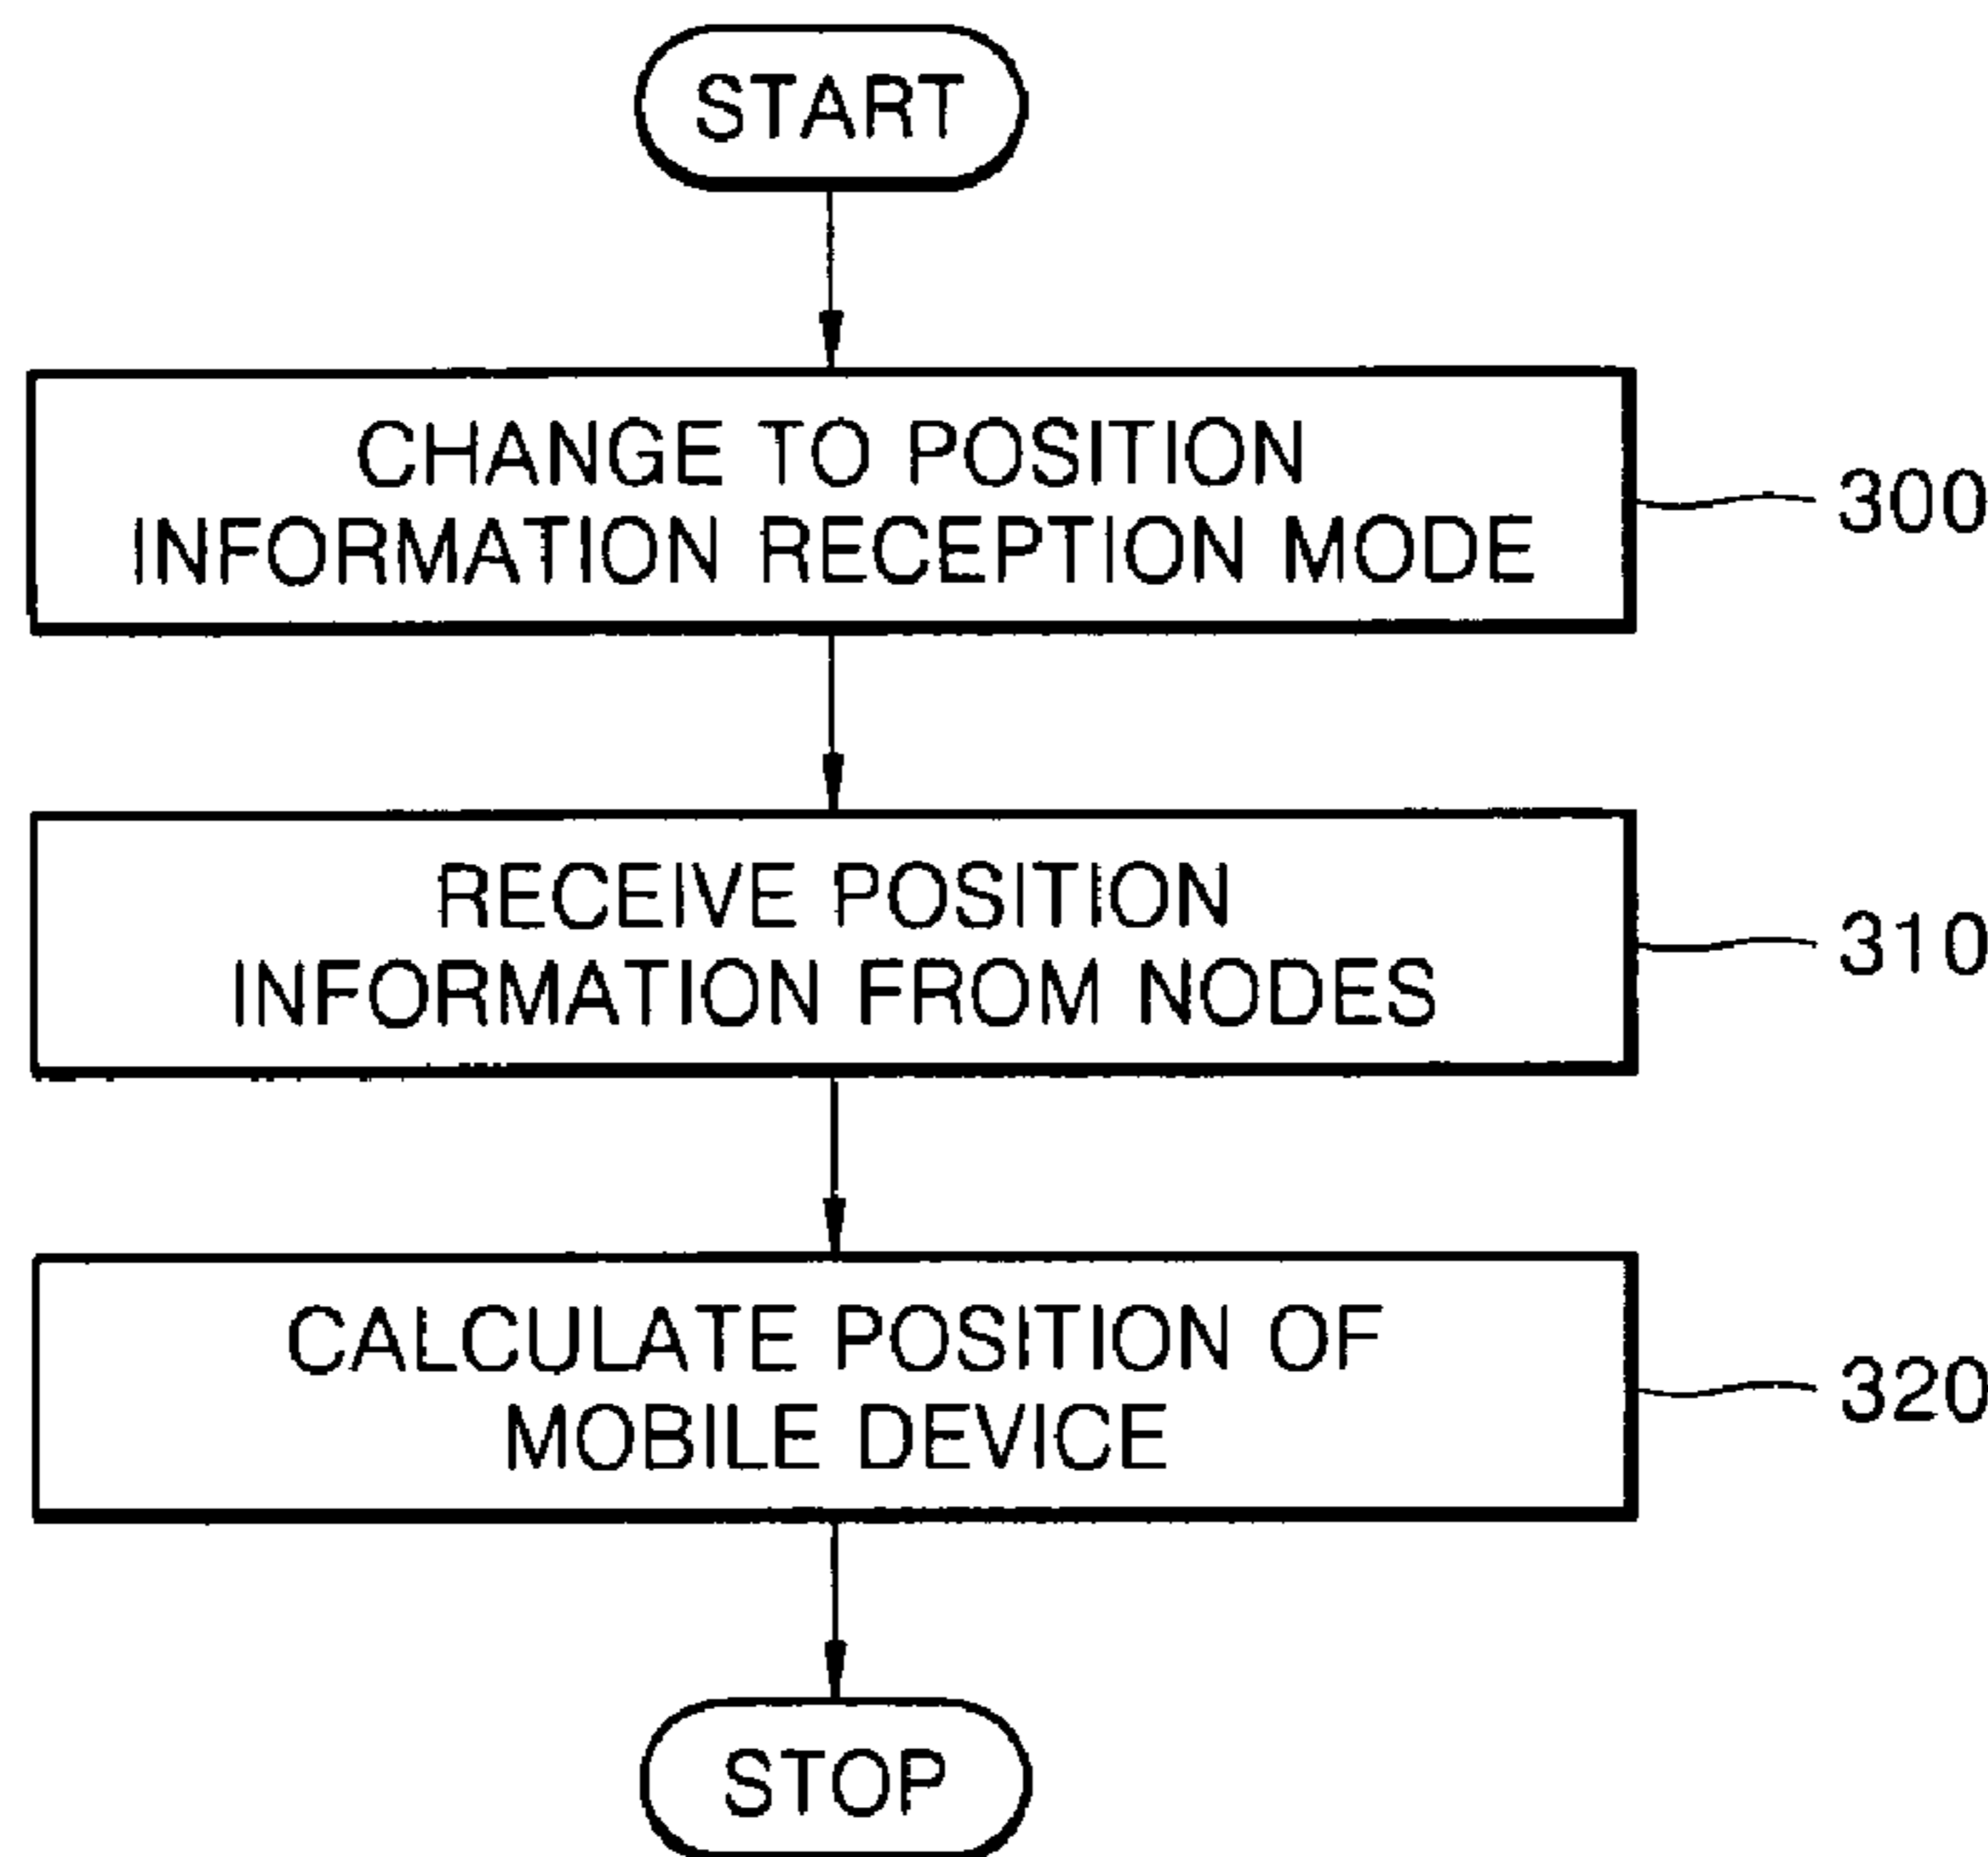 START
CHANGE TO POSITION
INFORMATION RECEPTION MODE
300
RECEIVE POSITION
INFORMATION FROM NODES
310
CALCULATE POSITION OF
MOBILE DEVICE
320
STOP